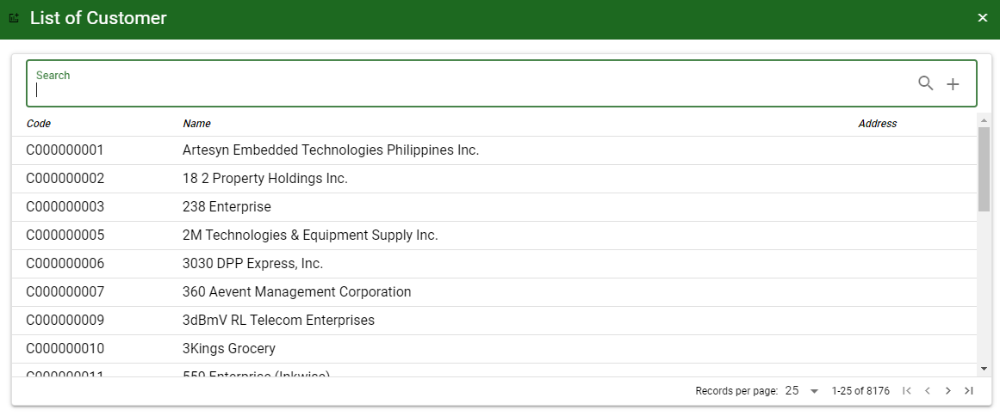 List of Customer
Search
Code Name Address
C000000001 Artesyn Embedded Technologies Philippines Inc.
C000000002 18 2 Property Holdings Inc.
C000000003 238 Enterprise
C000000005 2M Technologies & Equipment Supply Inc.
C000000006 3030 DPP Express, Inc.
C000000007 360 Aevent Management Corporation
C000000009 3dBmV RL Telecom Enterprises
C000000010 3Kings Grocery
C000000011 559 Enterprise (Inkwise)
Records per page: 25 1-25 of 8176